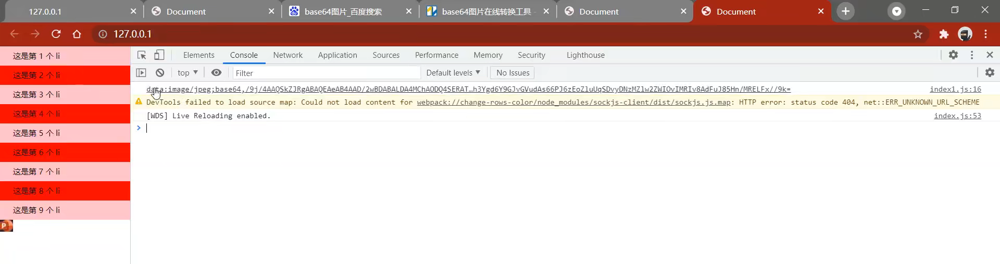 127.0.0.1
Document
base64图片_百度搜索
base64图片在线转换工具 -
Document
Document
127.0.0.1
这是第 1 个 li
这是第 2 个 li
这是第 3 个 li
这是第 4 个 li
这是第 5 个 li
这是第 6 个 li
这是第 7 个 li
这是第 8 个 li
这是第 9 个 li
P
Elements Console Network Application Sources Performance Memory Security Lighthouse
top Filter Default levels No Issues
data:image/jpeg;base64,/9j/4AAQSkZJRgABAQEAeAB4AAD/2wBDABALDA4MChAODQ4SERAT…h3Ygd6Y9GJvGVudAs66PJ6zEoZluUqSDvyDNzMZlw2ZWIOvIMRIv8AdFuJ85Hn/MRELFx//9k= index1.js:16
DevTools failed to load source map: Could not load content for webpack://change-rows-color/node_modules/sockjs-client/dist/sockjs.js.map: HTTP error: status code 404, net::ERR_UNKNOWN_URL_SCHEME
[WDS] Live Reloading enabled. index.js:53